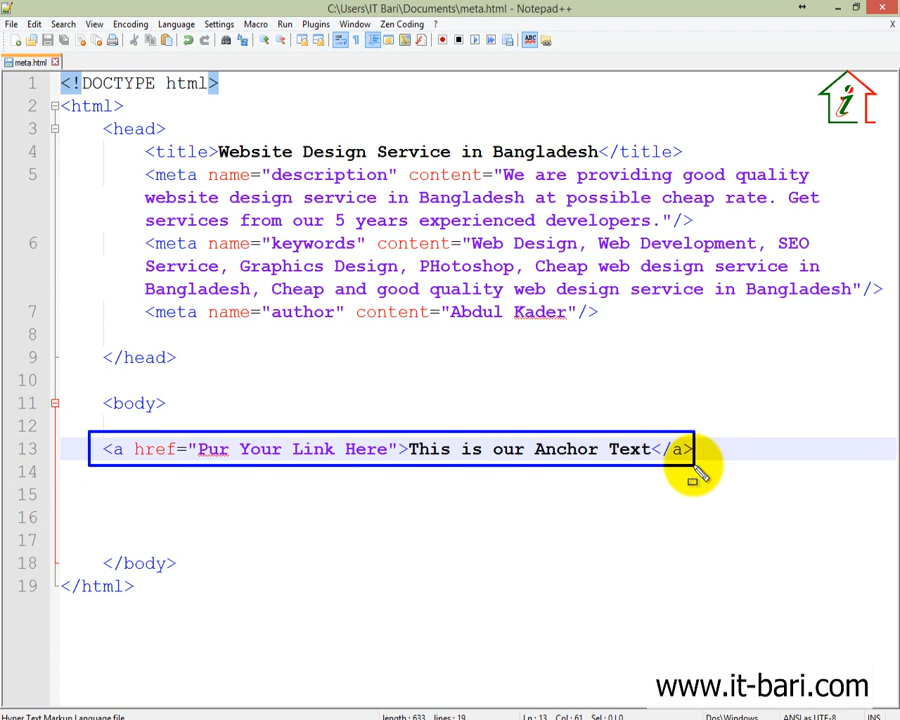 C:\Users\IT Bari\Documents\meta.html - Notepad++
File Edit Search View Encoding Language Settings Macro Run Plugins Window Zen Coding ? X
meta.html
1 <!DOCTYPE html>
2 <html>
3 <head>
4 <title>Website Design Service in Bangladesh</title>
5 <meta name="description" content="We are providing good quality
website design service in Bangladesh at possible cheap rate. Get
services from our 5 years experienced developers."/>
6 <meta name="keywords" content="Web Design, Web Development, SEO
Service, Graphics Design, PHotoshop, Cheap web design service in
Bangladesh, Cheap and good quality web design service in Bangladesh"/>
7 <meta name="author" content="Abdul Kader"/>
8
9 </head>
10
11 <body>
12
13 <a href="Pur Your Link Here">This is our Anchor Text</a>
14
15
16
17
18 </body>
19 </html>
www.it-bari.com
Hyper Text Markup Language file length : 633 lines : 19 Ln : 13 Col : 61 Sel : 0 | 0 Dos\Windows ANSI as UTF-8 INS